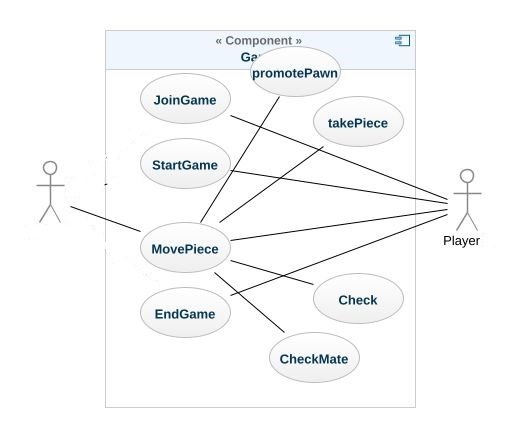 « Component »
promotePawn
JoinGame
takePiece
StartGame
Player
MovePiece
Check
EndGame
CheckMate